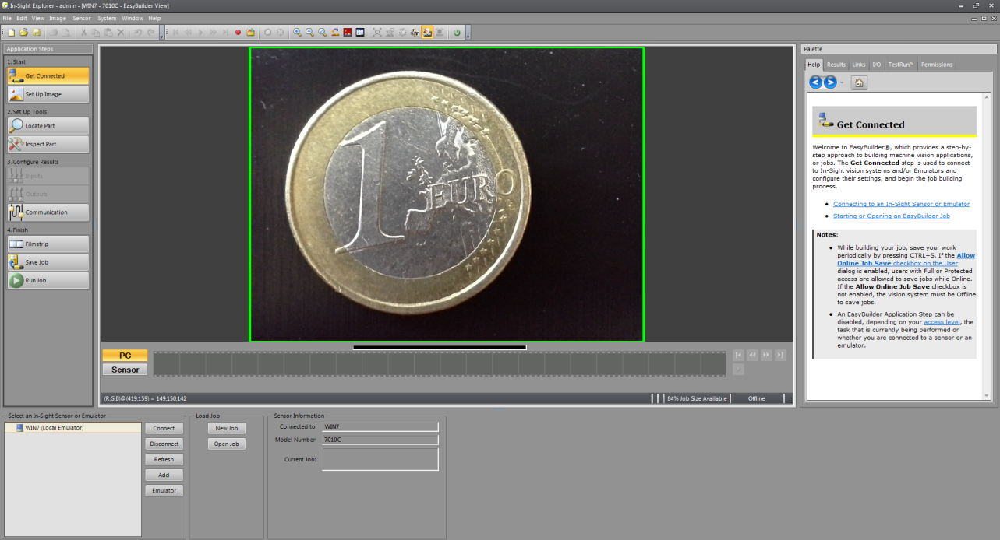 In-Sight Explorer - admin - [WIN7 - 7010C - EasyBuilder View]
File Edit View Image Sensor System Window Help
Application Steps
1. Start
Get Connected
Set Up Image
2. Set Up Tools
Locate Part
Inspect Part
3. Configure Results
Inputs
Outputs
Communication
4. Finish
Filmstrip
Save Job
Run Job
1
EURO
PC
Sensor
(R,G,B)@(419,159) = 149,150,142
84% Job Size Available
Offline
Palette
Help Results Links I/O TestRun™ Permissions
Get Connected
Welcome to EasyBuilder®, which provides a step-by-
step approach to building machine vision applications,
or jobs. The Get Connected step is used to connect
to In-Sight vision systems and/or Emulators and
configure their settings, and begin the job building
process.
• Connecting to an In-Sight Sensor or Emulator
• Starting or Opening an EasyBuilder Job
Notes:
• While building your job, save your work
periodically by pressing CTRL+S. If the Allow
Online Job Save checkbox on the User
dialog is enabled, users with Full or Protected
access are allowed to save jobs while Online.
If the Allow Online Job Save checkbox is
not enabled, the vision system must be Offline
to save jobs.
• An EasyBuilder Application Step can be
disabled, depending on your access level, the
task that is currently being performed or
whether you are connected to a sensor or an
emulator.
Select an In-Sight Sensor or Emulator
WIN7 (Local Emulator)
Connect
Disconnect
Refresh
Add
Emulator
Load Job
New Job
Open Job
Sensor Information
Connected to: WIN7
Model Number: 7010C
Current Job: